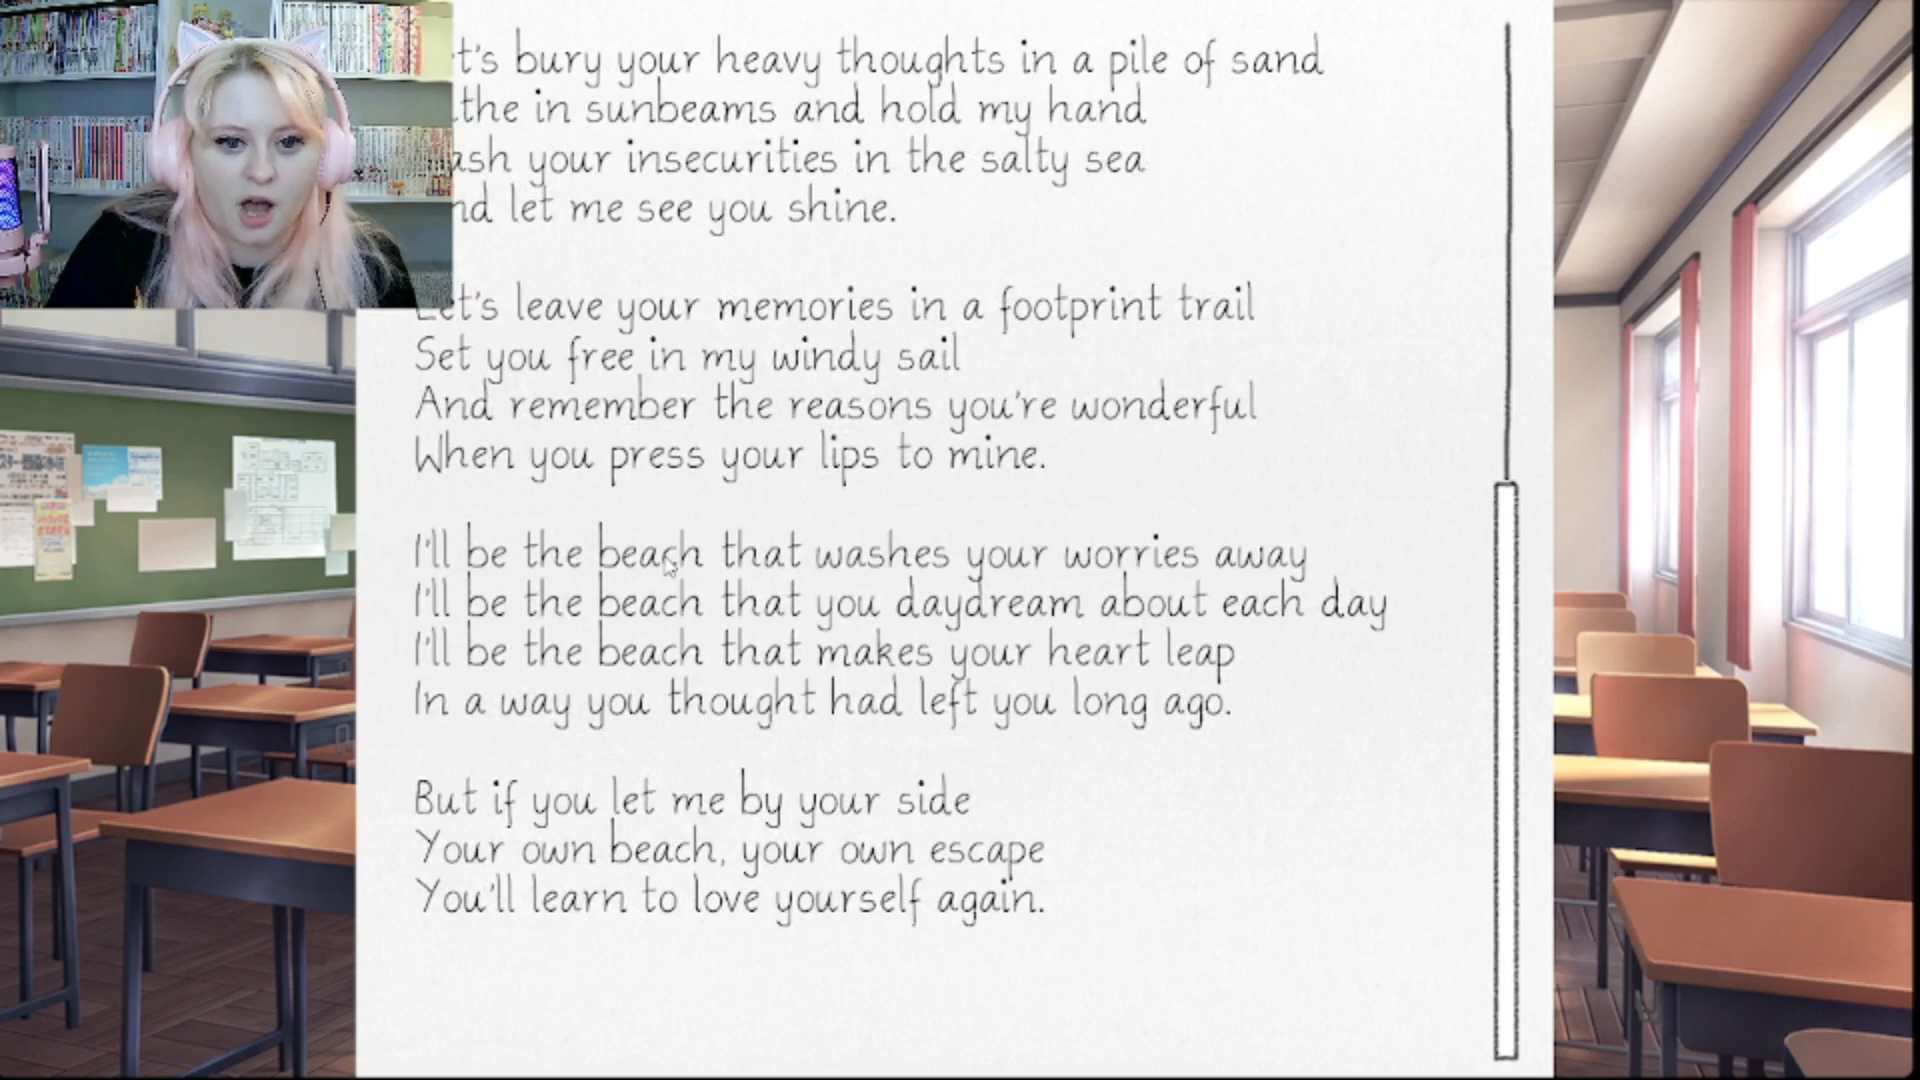 t's bury your heavy thoughts in a pile of sand
the in sunbeams and hold my hand
ash your insecurities in the salty sea
nd let me see you shine.
Let's leave your memories in a footprint trail
Set you free in my windy sail
And remember the reasons you're wonderful
When you press your lips to mine.
I'll be the beach that washes your worries away
I'll be the beach that you daydream about each day
I'll be the beach that makes your heart leap
In a way you thought had left you long ago.
But if you let me by your side
Your own beach, your own escape
You'll learn to love yourself again.